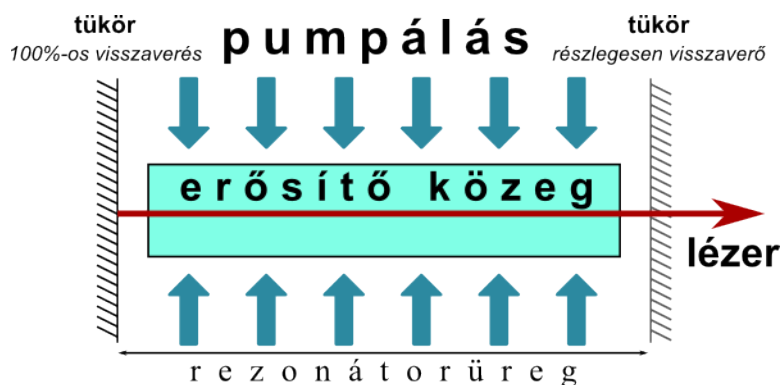 tükör
100%-os visszaverés
pumpálás
tükör
részlegesen visszaverő
erősítő közeg
lézer
rezonátorüreg